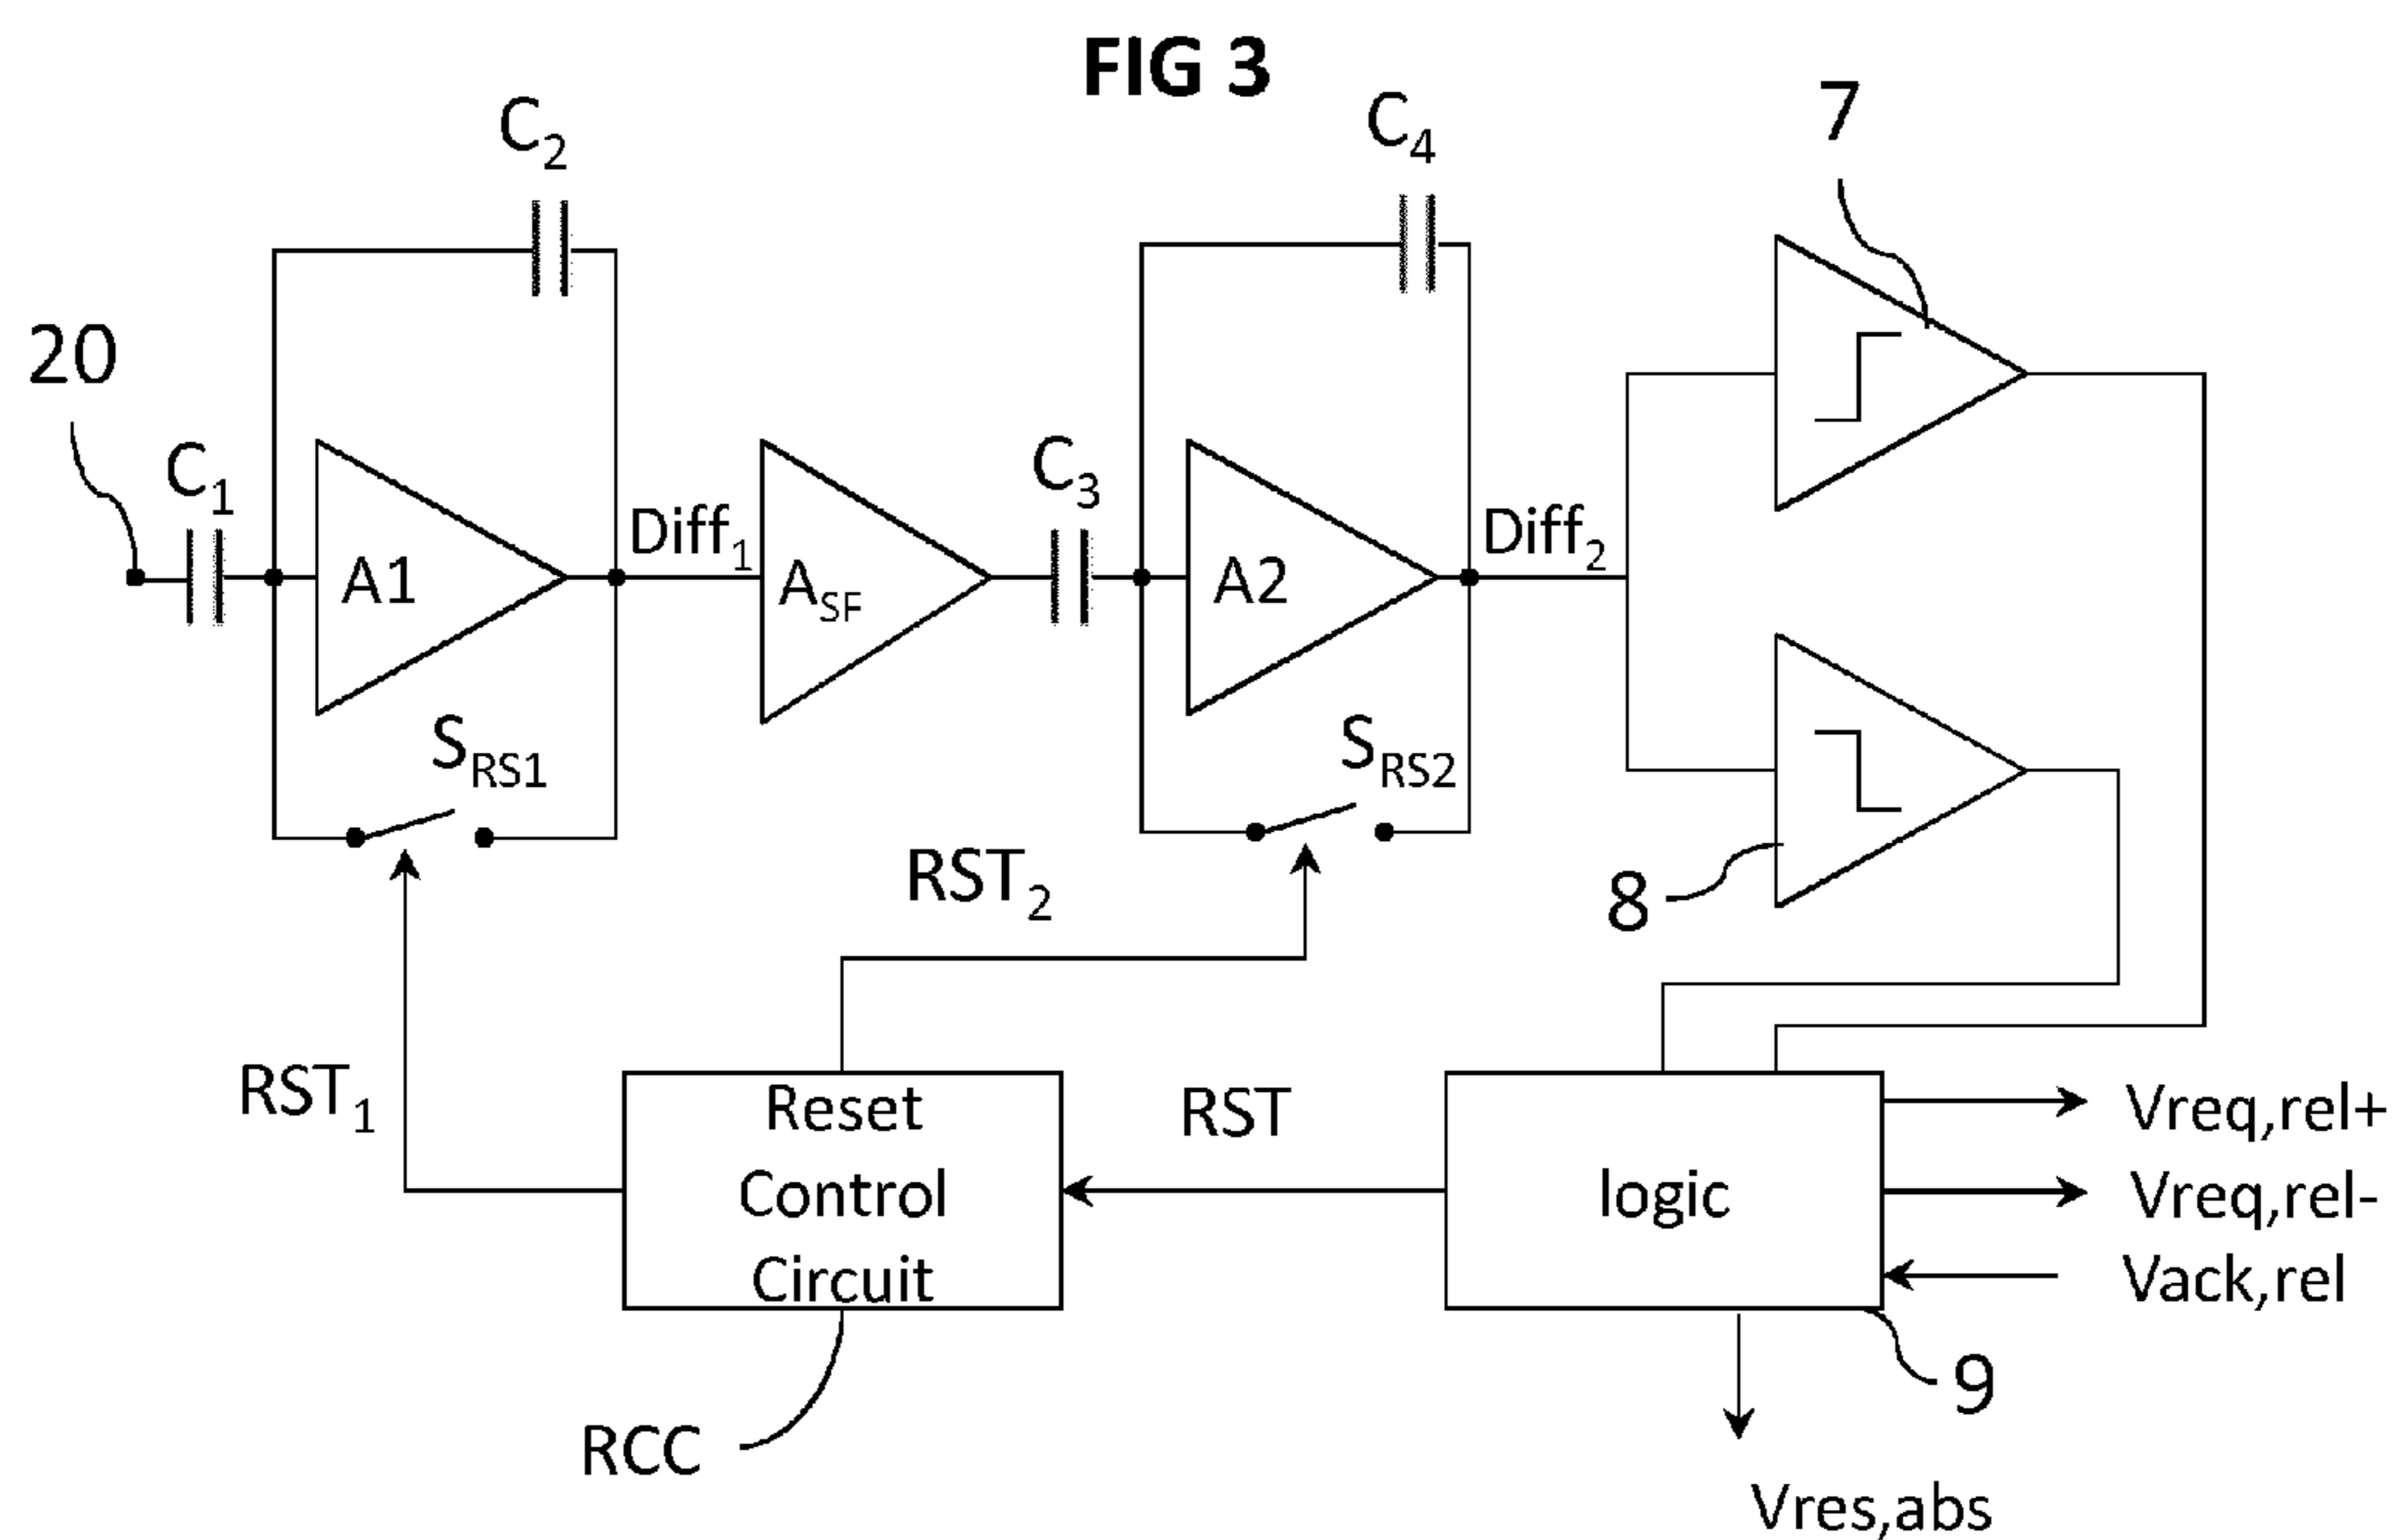 FIG 3
C2
C4
7
20
C1
A1
Diff1
ASF
C3
A2
Diff2
SRS1
SRS2
8
RST2
RST1
Reset
Control
Circuit
RST
logic
Vreq,rel+
Vreq,rel-
Vack,rel
9
RCC
Vres,abs